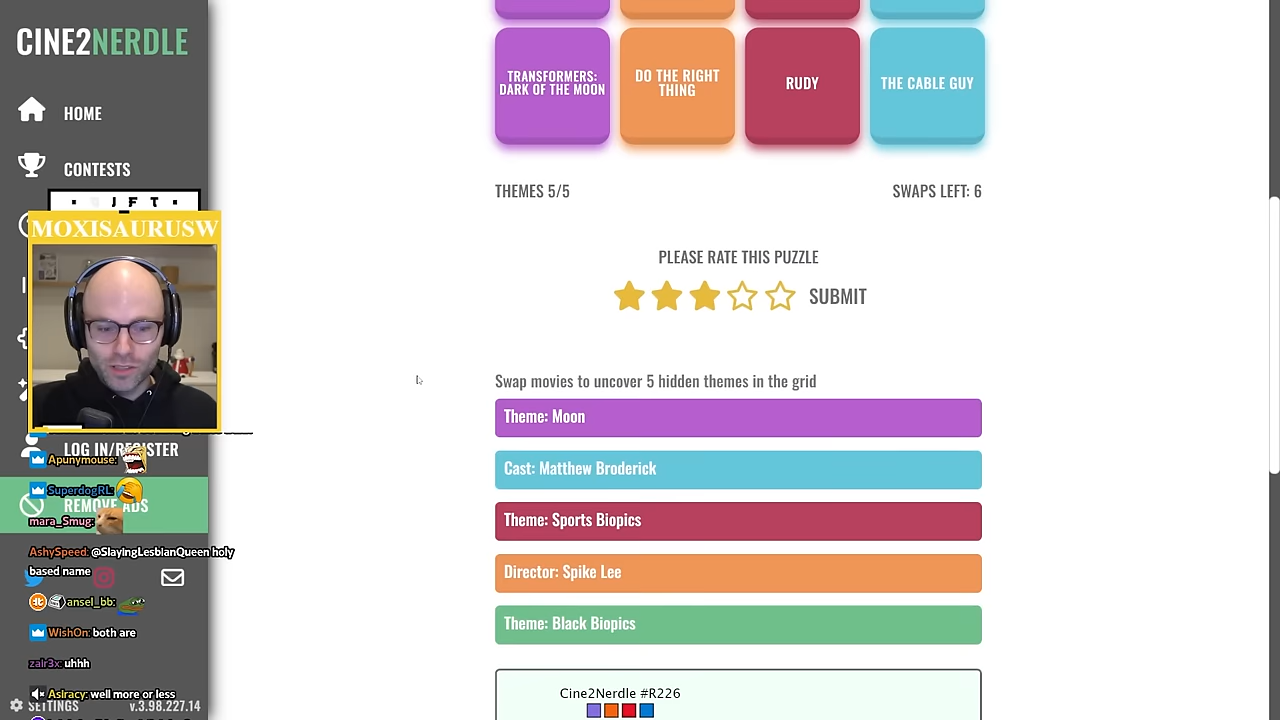 CINE2NERDLE
HOME
CONTESTS
MOXISAURUSW
LOG IN/REGISTER
Apunymouse:
SuperdogRL:
REMOVE ADS
mara_Smug:
AshySpeed: @SlayingLesbianQueen holy
based name
ansel_bb:
WishOn: both are
zalr3x: uhhh
Aslracy: well more or less
SETTINGS
v.3.98.227.14
TRANSFORMERS:
DARK OF THE MOON
DO THE RIGHT
THING
RUDY
THE CABLE GUY
THEMES 5/5
SWAPS LEFT: 6
PLEASE RATE THIS PUZZLE
SUBMIT
Swap movies to uncover 5 hidden themes in the grid
Theme: Moon
Cast: Matthew Broderick
Theme: Sports Biopics
Director: Spike Lee
Theme: Black Biopics
Cine2Nerdle #R226